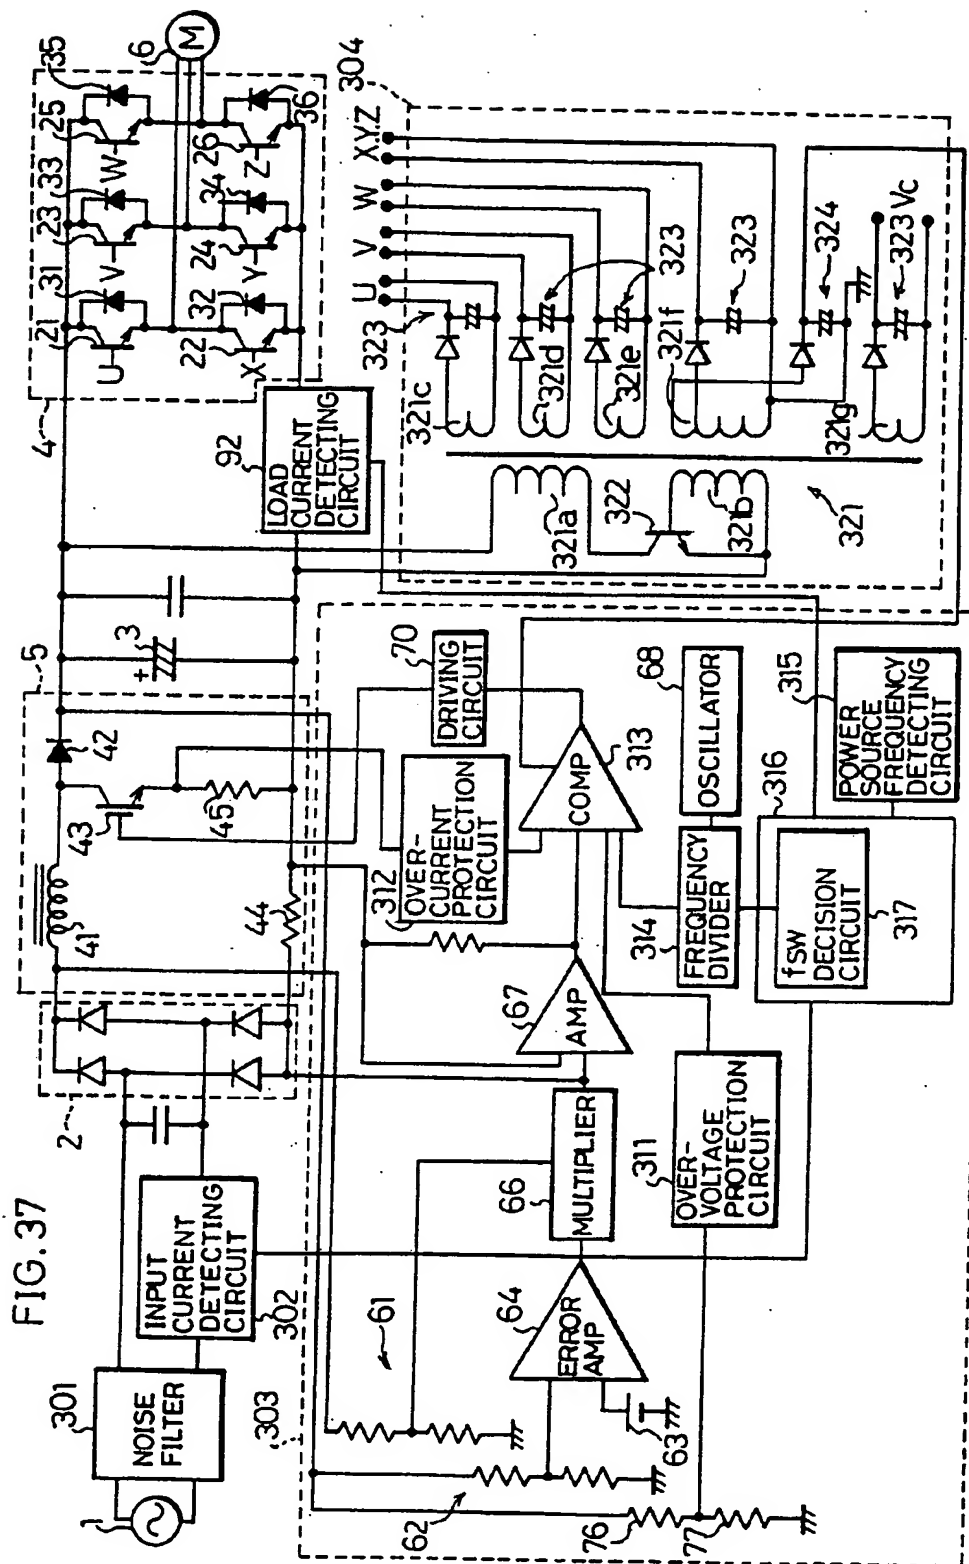 FIG.37
1
301
NOISE
FILTER
302
INPUT
CURRENT
DETECTING
CIRCUIT
2
5
41
42
43
44
45
3
+
4
92
LOAD
CURRENT
DETECTING
CIRCUIT
21
31
23
33
25
35
U
V
W
22
32
24
34
26
36
X
Y
Z
6
M
303
61
62
63
64
ERROR
AMP
66
MULTIPLIER
67
AMP
76
77
311
OVER-
VOLTAGE
PROTECTION
CIRCUIT
312
OVER-
CURRENT
PROTECTION
CIRCUIT
70
DRIVING
CIRCUIT
COMP
313
314
FREQUENCY
DIVIDER
68
OSCILLATOR
315
POWER
SOURCE
FREQUENCY
DETECTING
CIRCUIT
316
fSW
DECISION
CIRCUIT
317
304
U
V
W
X.Y.Z
323
321c
321d
321e
323
321f
323
324
321g
323
Vc
321a
322
321b
321